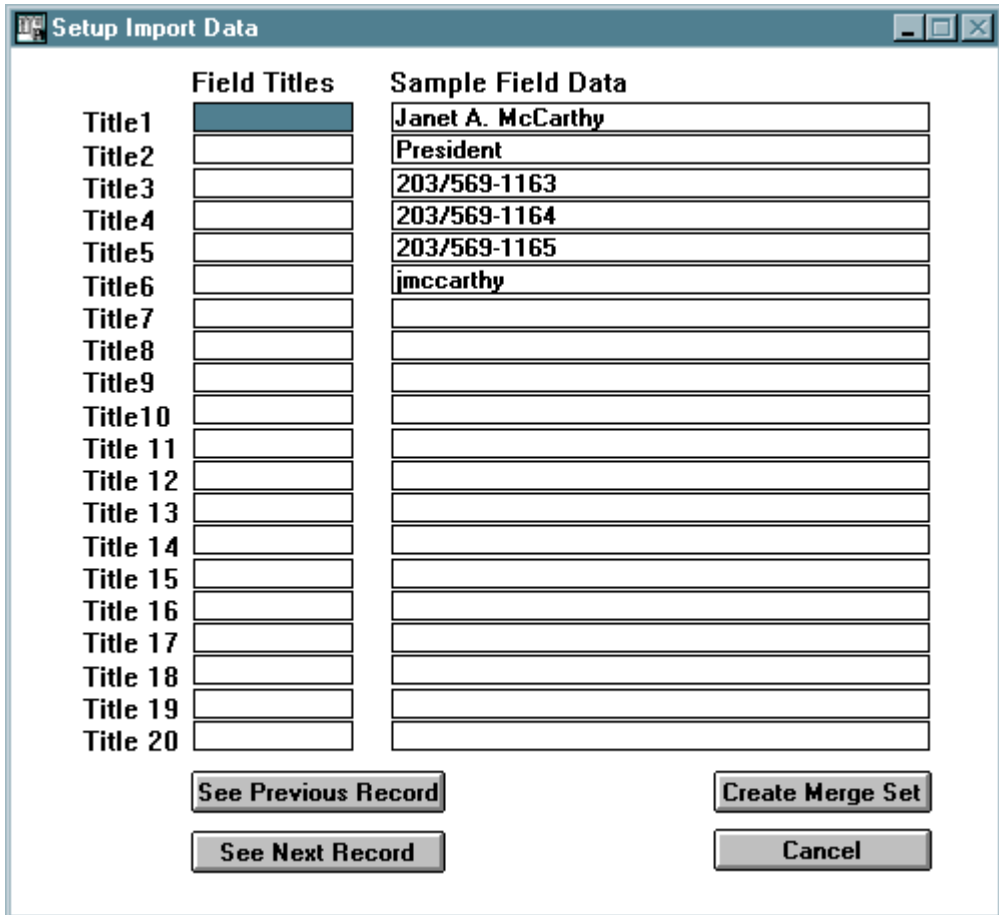 Setup Import Data
Field Titles Sample Field Data
Title1 Janet A. McCarthy
Title2 President
Title3 203/569-1163
Title4 203/569-1164
Title5 203/569-1165
Title6 jmccarthy
Title7
Title8
Title9
Title10
Title 11
Title 12
Title 13
Title 14
Title 15
Title 16
Title 17
Title 18
Title 19
Title 20
See Previous Record Create Merge Set
See Next Record Cancel